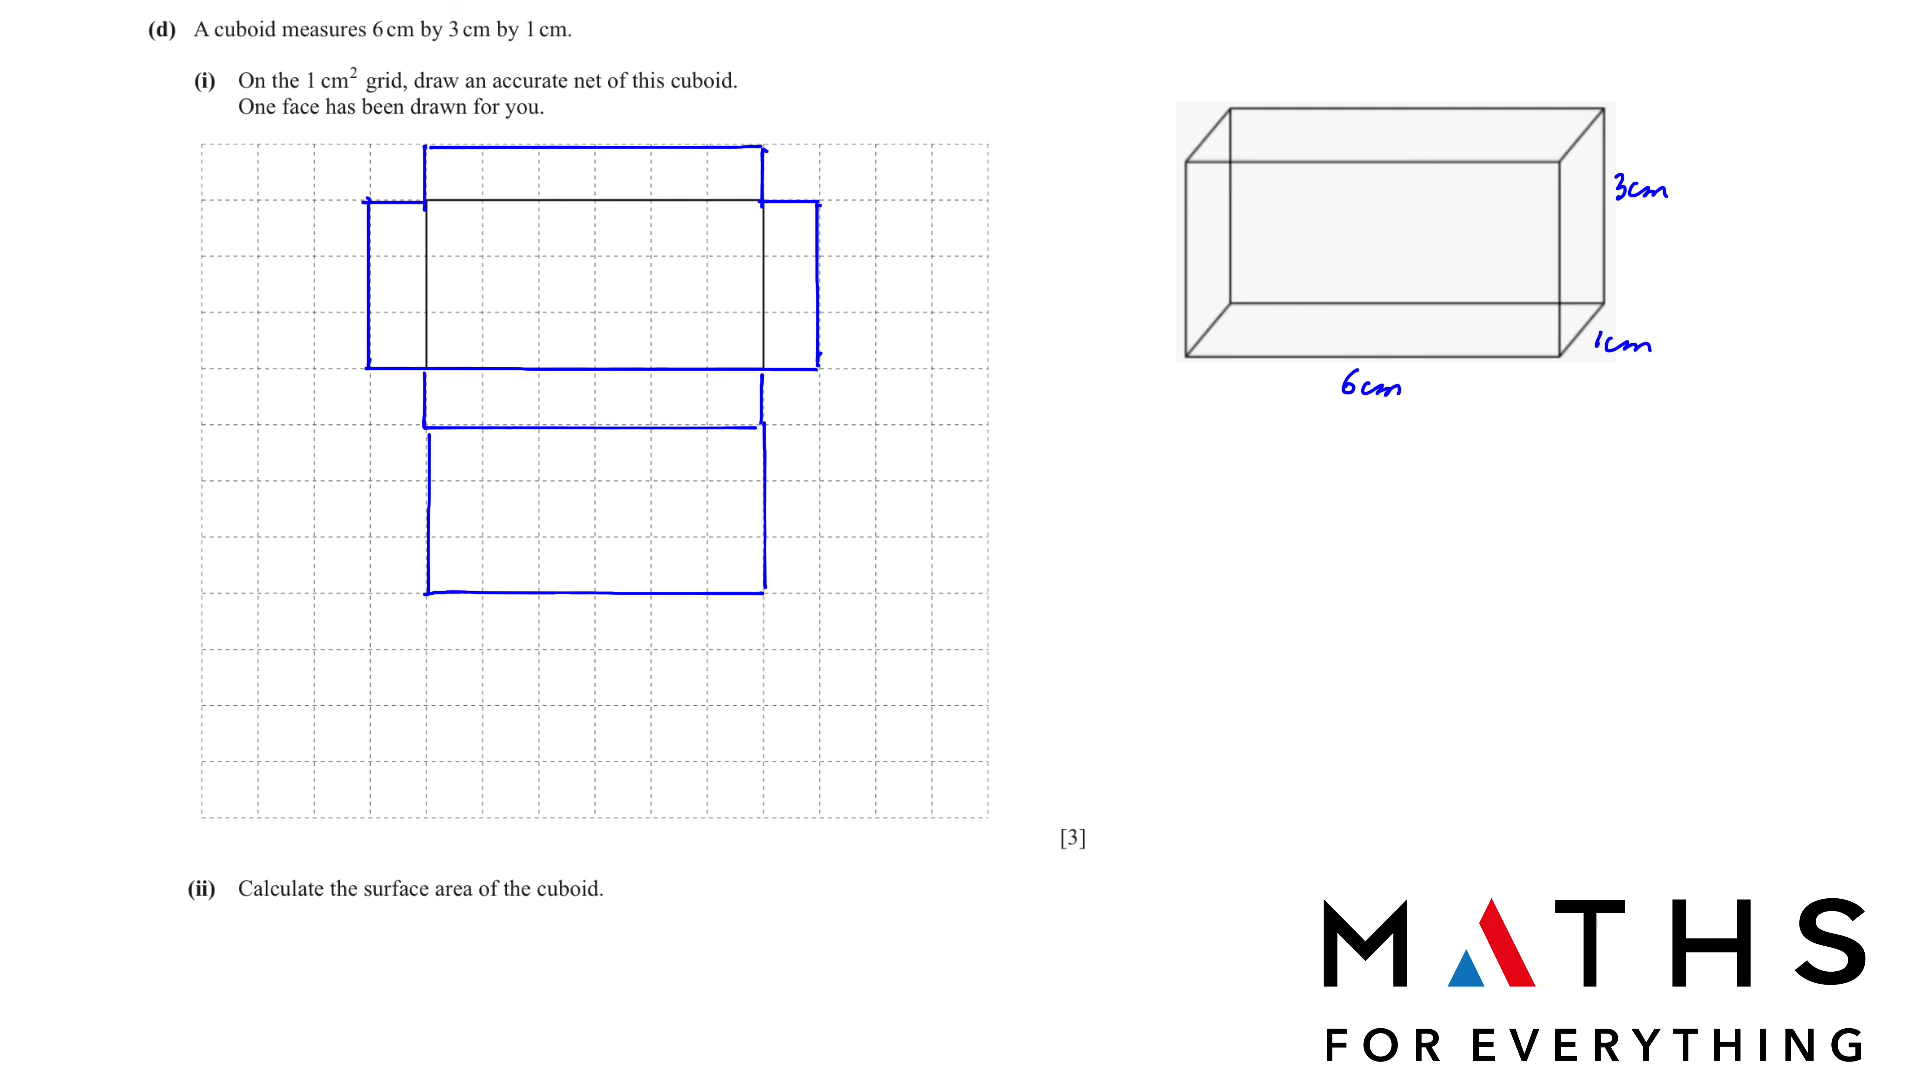 (d) A cuboid measures 6 cm by 3 cm by 1 cm.
(i) On the 1 cm² grid, draw an accurate net of this cuboid.
One face has been drawn for you.
3cm
1cm
6cm
[3]
(ii) Calculate the surface area of the cuboid.
MATHS
FOR EVERYTHING